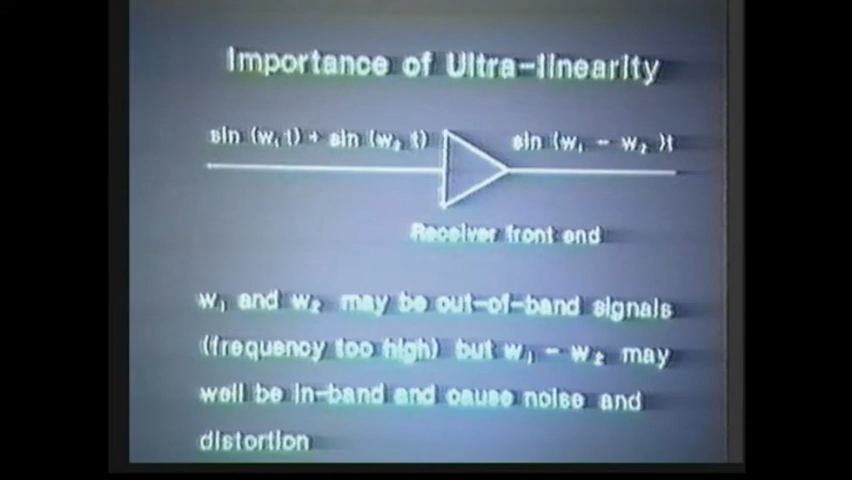 Importance of Ultra-linearity
sin (w₁t) + sin (w₂ t)
sin (w₁ - w₂ )t
Receiver front end
w₁ and w₂ may be out-of-band signals
(frequency too high) but w₁ - w₂ may
well be in-band and cause noise and
distortion